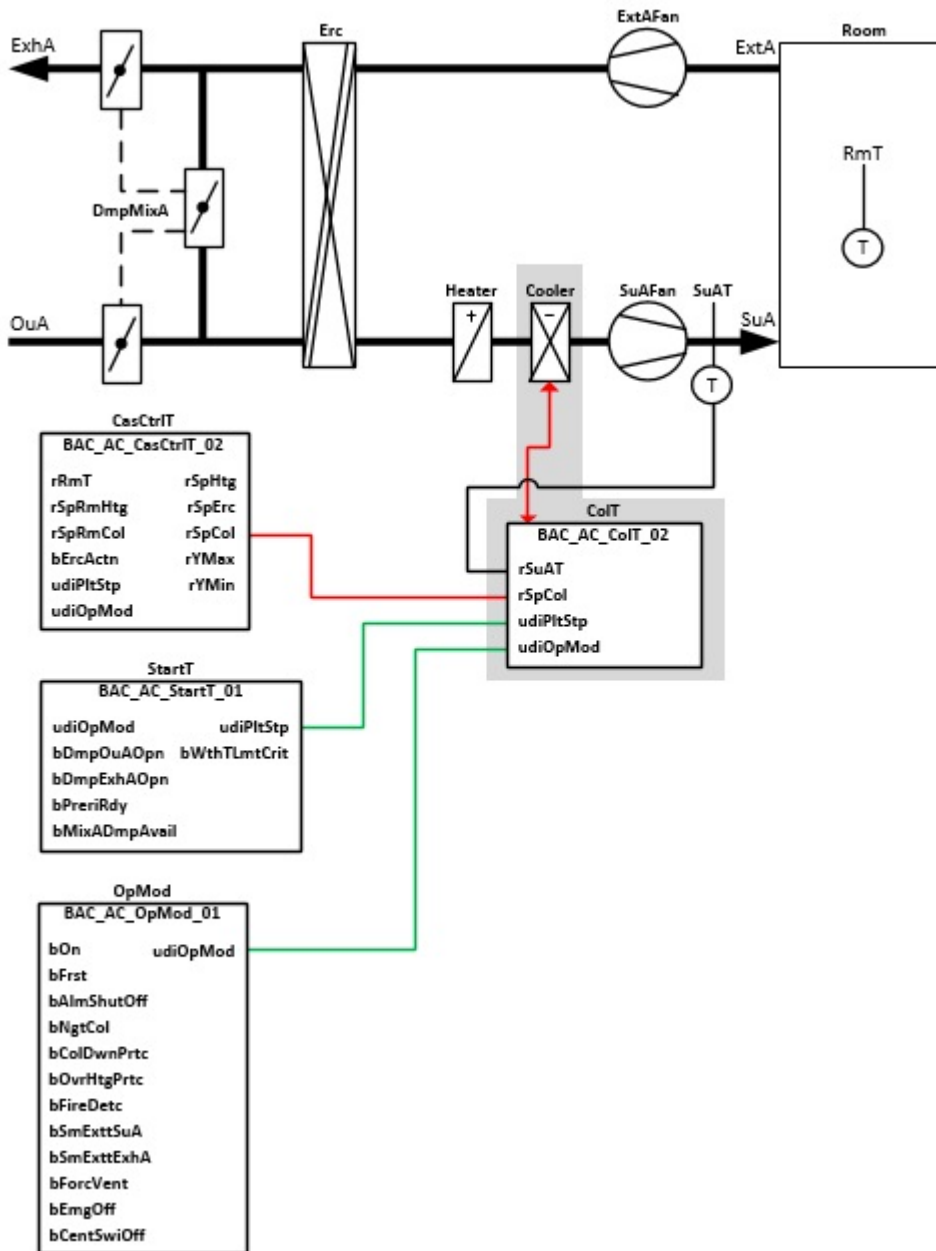 ExhA
Erc
ExtAFan
ExtA
Room
RmT
T
DmpMixA
OuA
Heater
+
Cooler
−
SuAFan
SuAT
SuA
T
CasCtrlT
BAC_AC_CasCtrlT_02
rRmT rSpHtg
rSpRmHtg rSpErc
rSpRmCol rSpCol
bErcActn rYMax
udiPltStp rYMin
udiOpMod
ColT
BAC_AC_ColT_02
rSuAT
rSpCol
udiPltStp
udiOpMod
StartT
BAC_AC_StartT_01
udiOpMod udiPltStp
bDmpOuAOpn bWthTLmtCrit
bDmpExhAOpn
bPreriRdy
bMixADmpAvail
OpMod
BAC_AC_OpMod_01
bOn udiOpMod
bFrst
bAlmShutOff
bNgtCol
bColDwnPrtc
bOvrHtgPrtc
bFireDetc
bSmExttSuA
bSmExttExhA
bForcVent
bEmgOff
bCentSwiOff